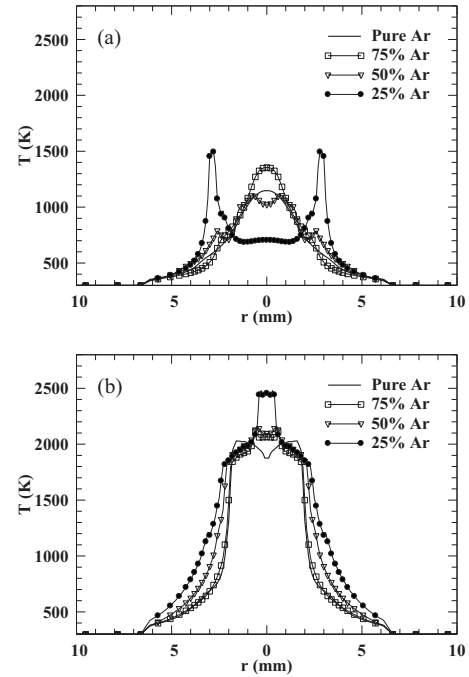 (a)
Pure Ar
75% Ar
50% Ar
25% Ar
2500
2000
1500
1000
500
T (K)
10 5 0 5 10
r (mm)
(b)
Pure Ar
75% Ar
50% Ar
25% Ar
2500
2000
1500
1000
500
T (K)
10 5 0 5 10
r (mm)